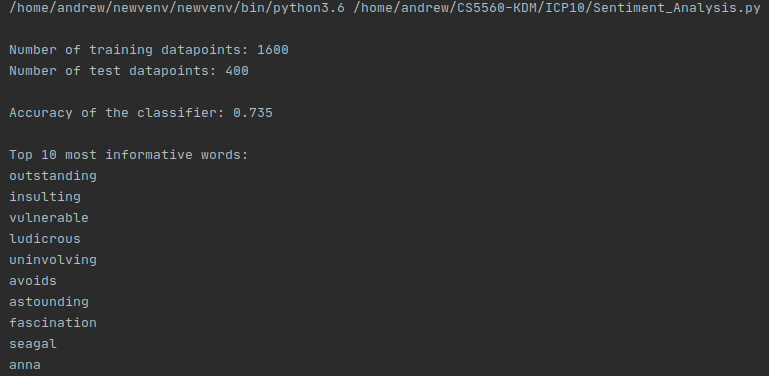 /home/andrew/newvenv/newvenv/bin/python3.6 /home/andrew/CS5560-KDM/ICP10/Sentiment_Analysis.py
Number of training datapoints: 1600
Number of test datapoints: 400
Accuracy of the classifier: 0.735
Top 10 most informative words:
outstanding
insulting
vulnerable
ludicrous
uninvolving
avoids
astounding
fascination
seagal
anna